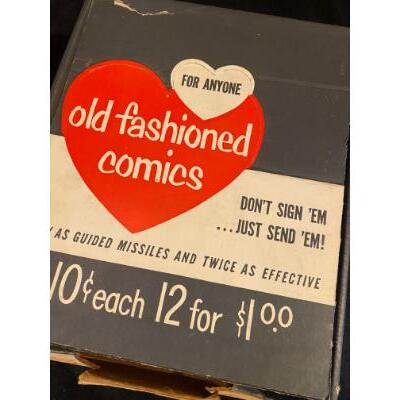 FOR ANYONE
old fashioned
comics
DON'T SIGN 'EM
...JUST SEND 'EM!
AS GUIDED MISSILES AND TWICE AS EFFECTIVE
10¢ each 12 for $1.00